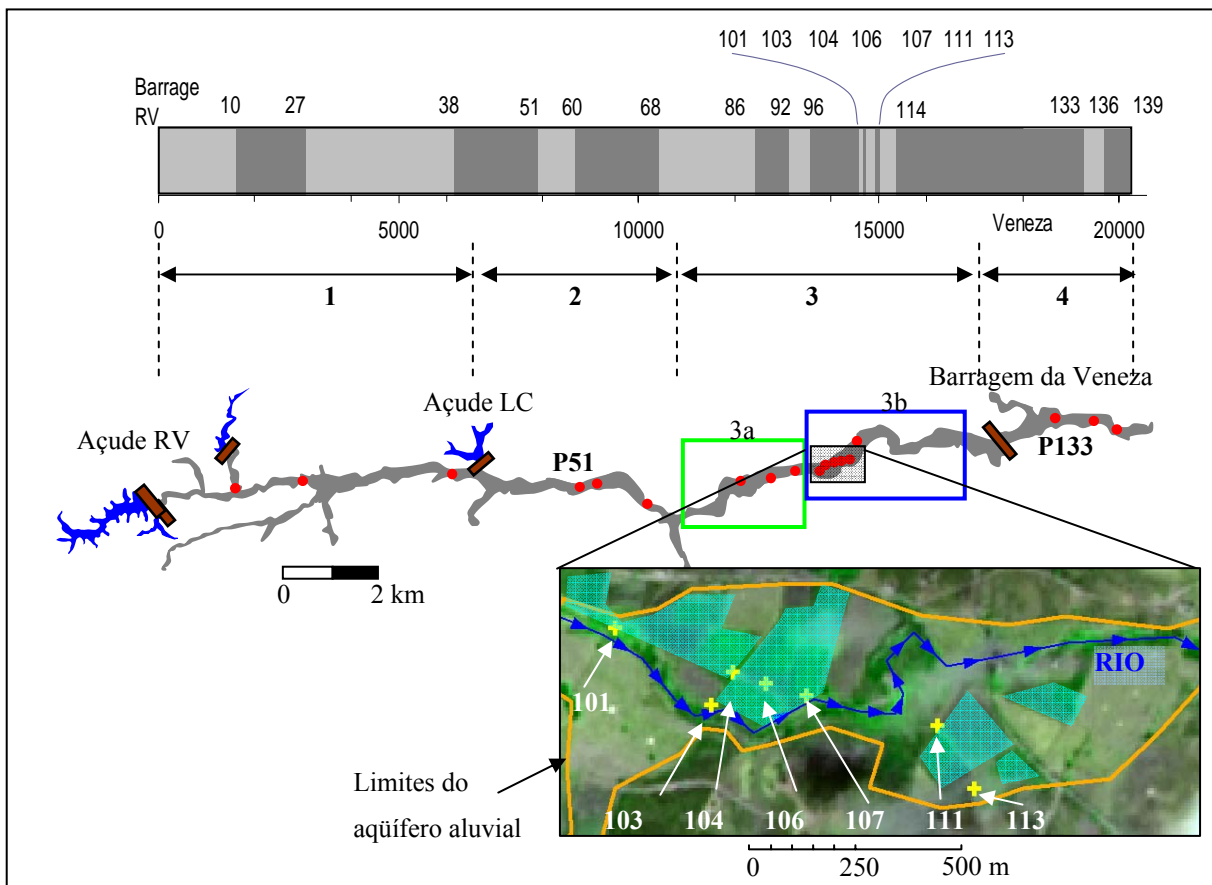 101 103 104 106 107 111 113
Barrage
RV
10 27 38 51 60 68 86 92 96 114 133 136 139
0 5000 10000 15000 Veneza 20000
1 2 3 4
Barragem da Veneza
Açude LC
3b
Açude RV
3a
P51
P133
0 2 km
RIO
101
Limites do
aqüífero aluvial
103 104 106 107 111 113
0 250 500 m